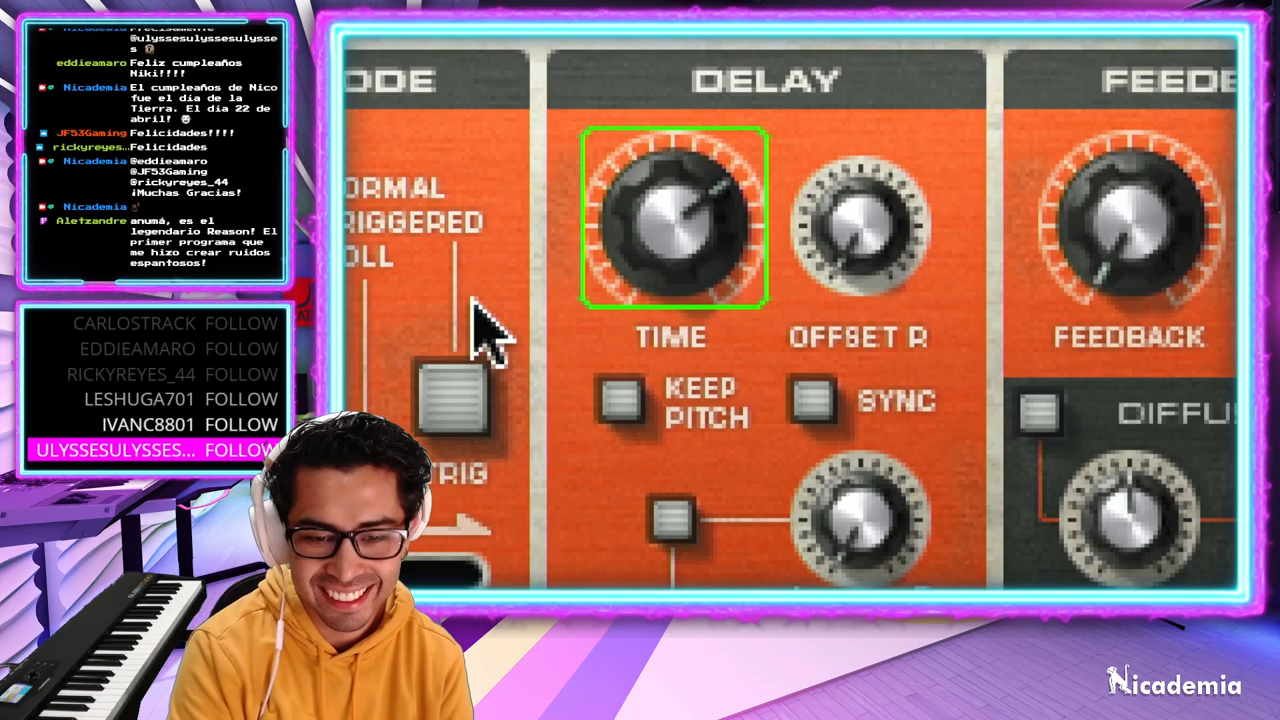 Precisamente
@ulyssesulyssesulysse
s
eddieamaro Feliz cumpleaños
Niki!!!!
Nicademia El cumpleaños de Nico
fue el día de la
Tierra. El día 22 de
abril!
JF53Gaming Felicidades!!!!
rickyreyes… Felicidades
Nicademia @eddieamaro
@JF53Gaming
@rickyreyes_44
¡Muchas Gracias!
Nicademia
Aletzandre anumá, es el
legendario Reason! El
primer programa que
me hizo crear ruidos
espantosos!
CARLOSTRACK FOLLOW
EDDIEAMARO FOLLOW
RICKYREYES_44 FOLLOW
LESHUGA701 FOLLOW
IVANC8801 FOLLOW
ULYSSESULYSSES... FOLLOW
ODE
DELAY
FEEDE
ORMAL
RIGGERED
OLL
TIME
OFFSET R
FEEDBACK
KEEP
PITCH
SYNC
DIFFU
TRIG
Nicademia